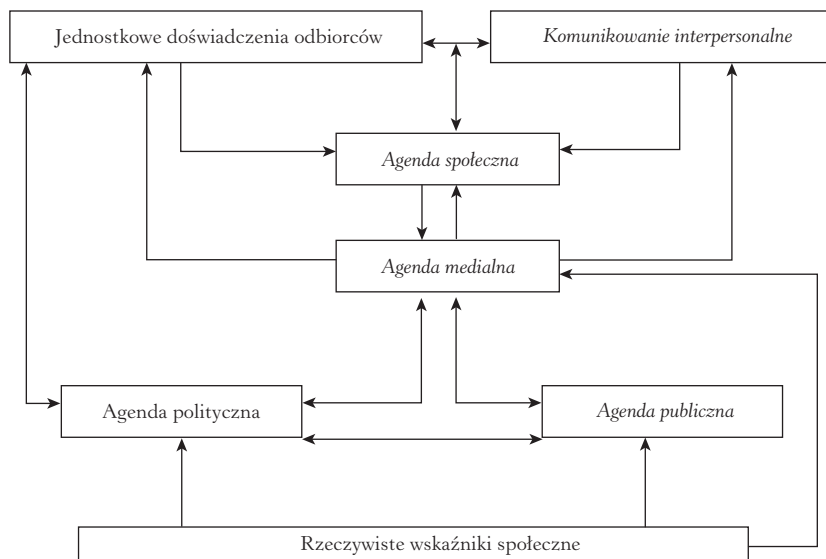 Jednostkowe doświadczenia odbiorców
Komunikowanie interpersonalne
Agenda społeczna
Agenda medialna
Agenda polityczna
Agenda publiczna
Rzeczywiste wskaźniki społeczne